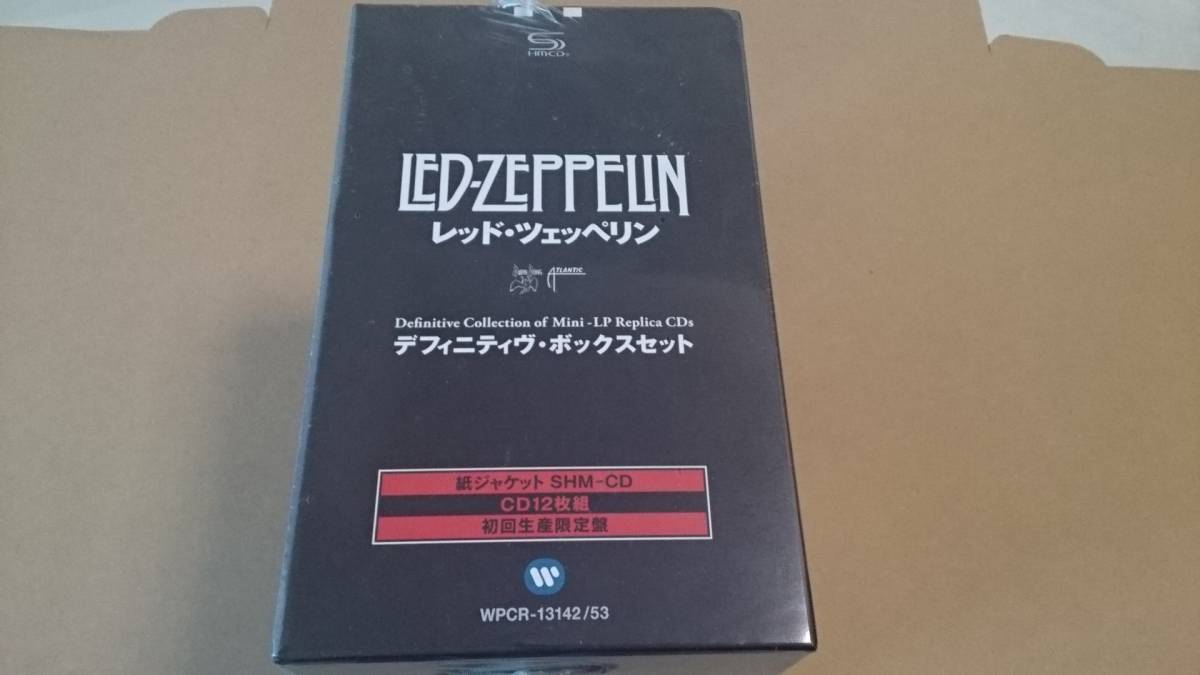 HM-CD®
LED-ZEPPELIN
レッド・ツェッペリン
SWAN SONG ATLANTIC
Definitive Collection of Mini-LP Replica CDs
デフィニティヴ・ボックスセット
紙ジャケット SHM-CD
CD12枚組
初回生産限定盤
WPCR-13142/53